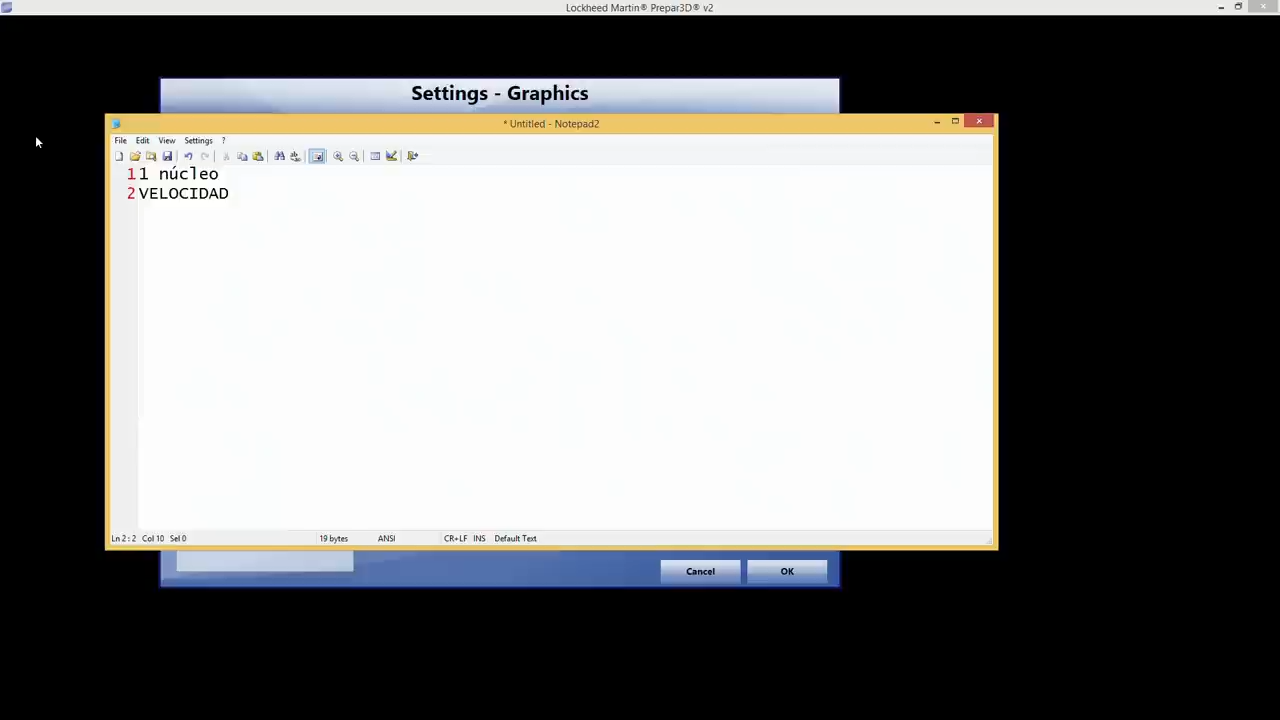 Lockheed Martin® Prepar3D® v2
Settings - Graphics
* Untitled - Notepad2
File Edit View Settings ?
1 1 núcleo
2 VELOCIDAD
Ln 2 : 2 Col 10 Sel 0 19 bytes ANSI CR+LF INS Default Text
Cancel OK